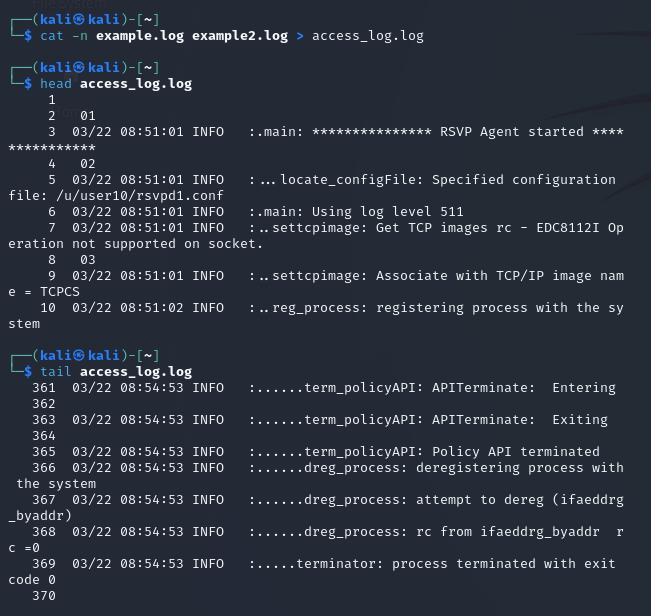 ┌──(kali㉿kali)-[~]
└─$ cat -n example.log example2.log > access_log.log
┌──(kali㉿kali)-[~]
└─$ head access_log.log
1
2 01
3 03/22 08:51:01 INFO :.main: *************** RSVP Agent started ****
***********
4 02
5 03/22 08:51:01 INFO :...locate_configFile: Specified configuration
file: /u/user10/rsvpd1.conf
6 03/22 08:51:01 INFO :.main: Using log level 511
7 03/22 08:51:01 INFO :..settcpimage: Get TCP images rc - EDC8112I Op
eration not supported on socket.
8 03
9 03/22 08:51:01 INFO :..settcpimage: Associate with TCP/IP image nam
e = TCPCS
10 03/22 08:51:02 INFO :..reg_process: registering process with the sy
stem
┌──(kali㉿kali)-[~]
└─$ tail access_log.log
361 03/22 08:54:53 INFO :......term_policyAPI: APITerminate: Entering
362
363 03/22 08:54:53 INFO :......term_policyAPI: APITerminate: Exiting
364
365 03/22 08:54:53 INFO :......term_policyAPI: Policy API terminated
366 03/22 08:54:53 INFO :......dreg_process: deregistering process with
the system
367 03/22 08:54:53 INFO :......dreg_process: attempt to dereg (ifaeddrg
_byaddr)
368 03/22 08:54:53 INFO :......dreg_process: rc from ifaeddrg_byaddr r
c =0
369 03/22 08:54:53 INFO :.....terminator: process terminated with exit
code 0
370